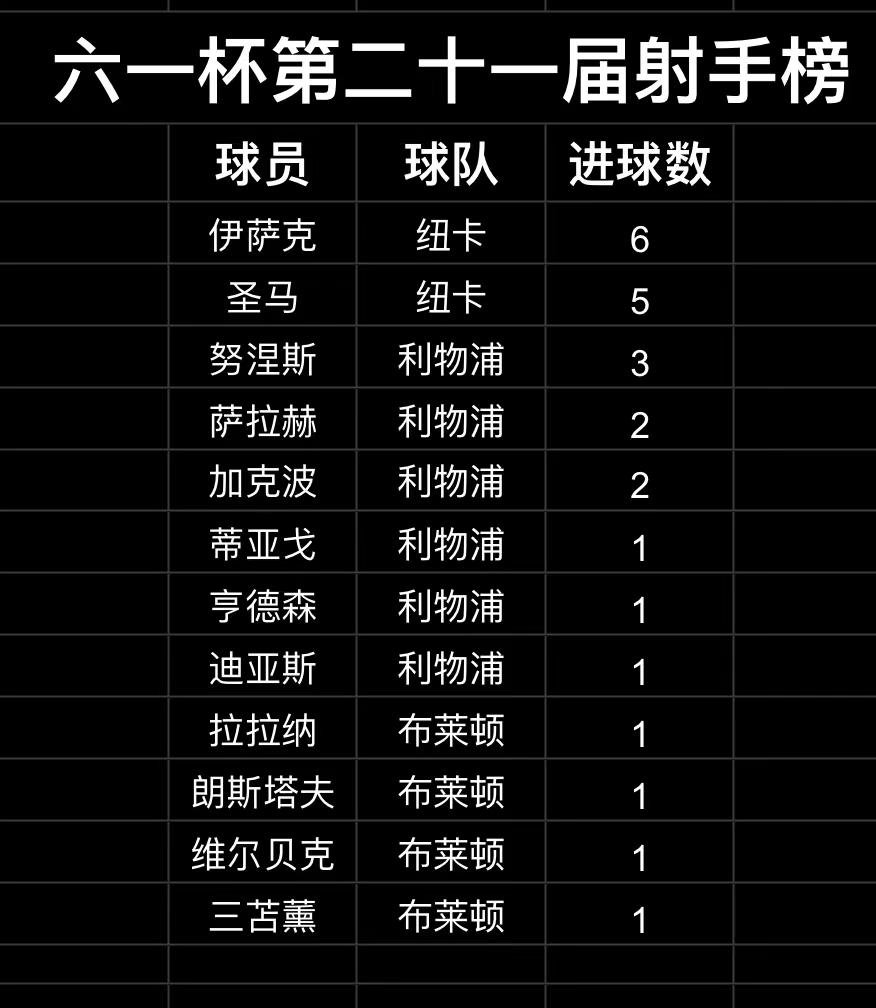 六一杯第二十一届射手榜
球员 球队 进球数
伊萨克 纽卡 6
圣马 纽卡 5
努涅斯 利物浦 3
萨拉赫 利物浦 2
加克波 利物浦 2
蒂亚戈 利物浦 1
亨德森 利物浦 1
迪亚斯 利物浦 1
拉拉纳 布莱顿 1
朗斯塔夫 布莱顿 1
维尔贝克 布莱顿 1
三苫薰 布莱顿 1